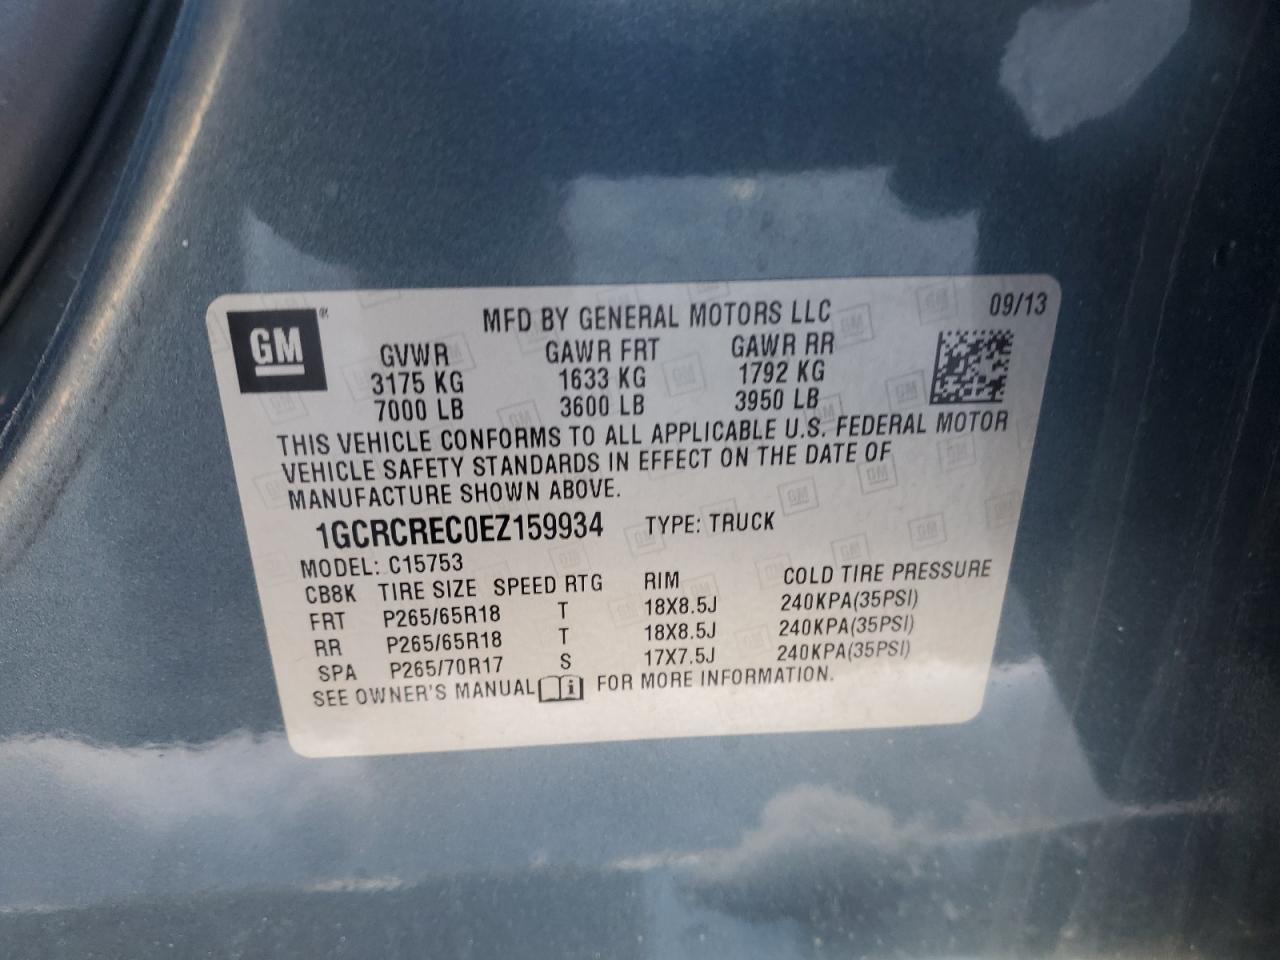 GM
MFD BY GENERAL MOTORS LLC 09/13
GVWR GAWR FRT GAWR RR
3175 KG 1633 KG 1792 KG
7000 LB 3600 LB 3950 LB
THIS VEHICLE CONFORMS TO ALL APPLICABLE U.S. FEDERAL MOTOR
VEHICLE SAFETY STANDARDS IN EFFECT ON THE DATE OF
MANUFACTURE SHOWN ABOVE.
1GCRCREC0EZ159934 TYPE: TRUCK
MODEL: C15753
CB8K TIRE SIZE SPEED RTG RIM COLD TIRE PRESSURE
FRT P265/65R18 T 18X8.5J 240KPA(35PSI)
RR P265/65R18 T 18X8.5J 240KPA(35PSI)
SPA P265/70R17 S 17X7.5J 240KPA(35PSI)
SEE OWNER'S MANUAL i FOR MORE INFORMATION.